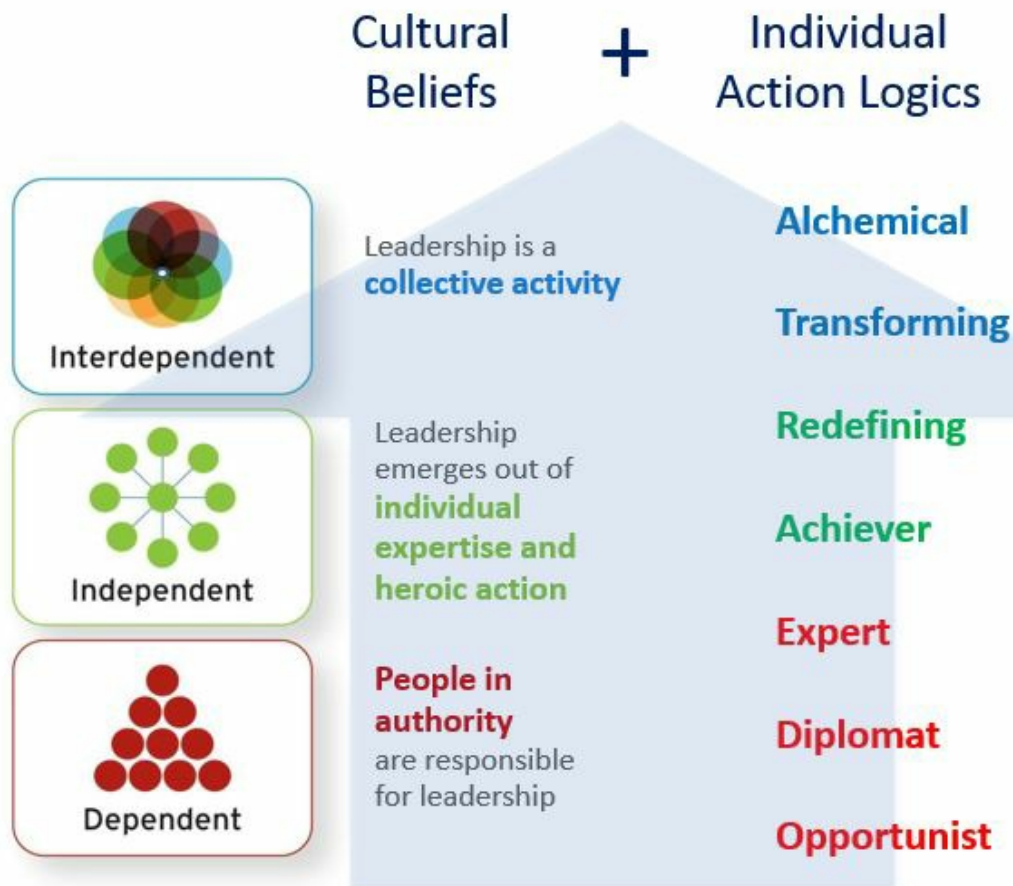 Cultural
Beliefs
+
Individual
Action Logics
Interdependent
Leadership is a
collective activity
Alchemical
Transforming
Independent
Leadership
emerges out of
individual
expertise and
heroic action
Redefining
Achiever
Dependent
People in
authority
are responsible
for leadership
Expert
Diplomat
Opportunist